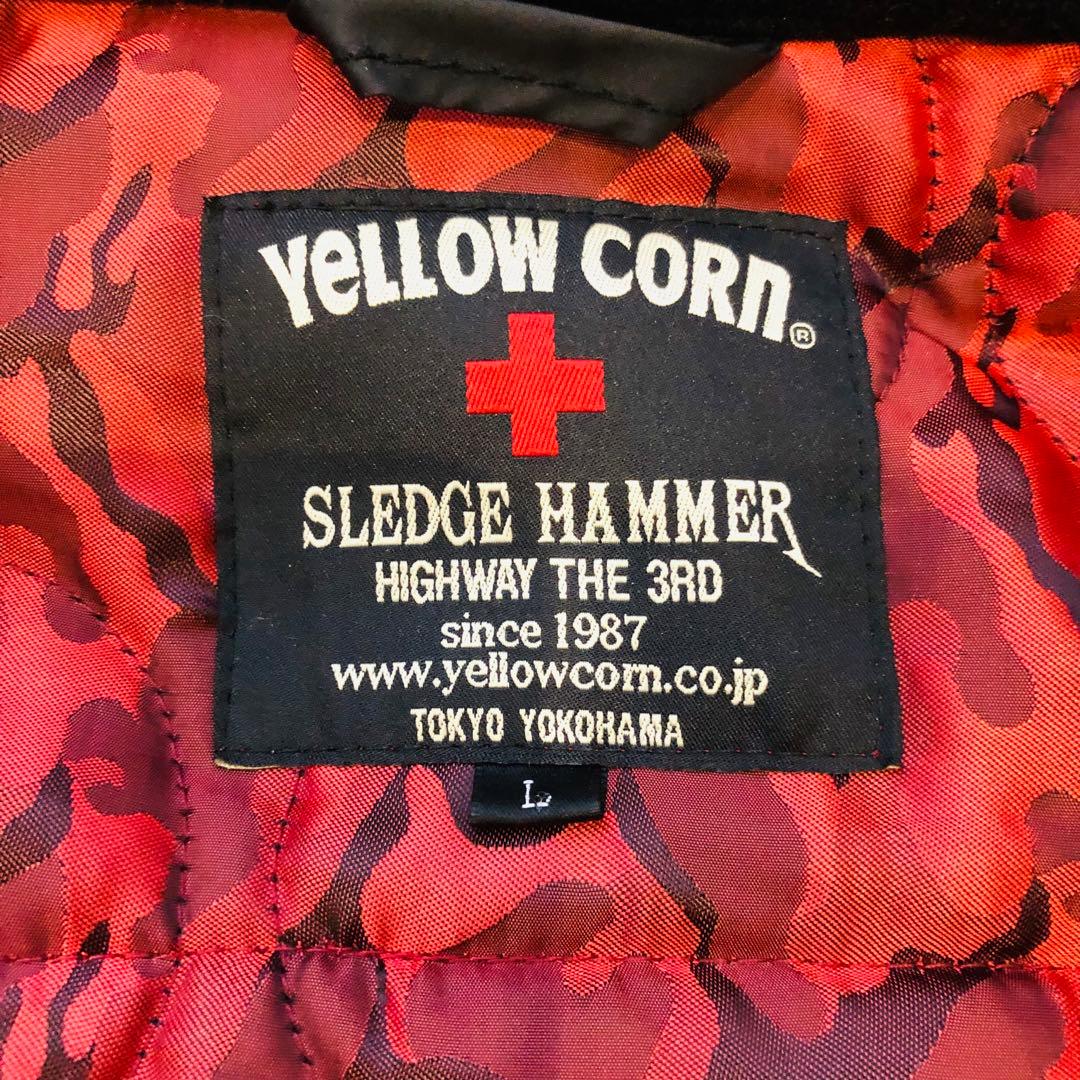 YeLLOW CORn®
SLEDGE HAMMER
HIGHWAY THE 3RD
since 1987
www.yellowcorn.co.jp
TOKYO YOKOHAMA
L